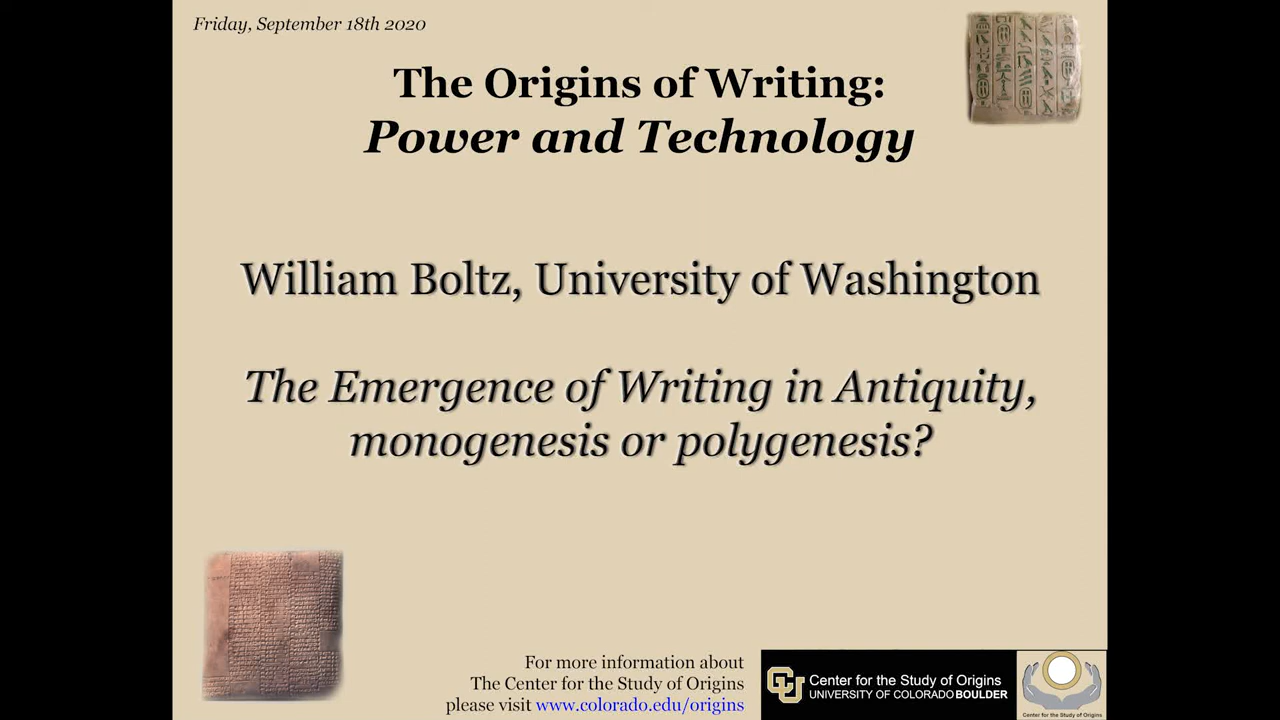 Friday, September 18th 2020
The Origins of Writing:
Power and Technology
William Boltz, University of Washington
The Emergence of Writing in Antiquity,
monogenesis or polygenesis?
For more information about
The Center for the Study of Origins
please visit www.colorado.edu/origins
CU
Center for the Study of Origins
UNIVERSITY OF COLORADO BOULDER
Center for the Study of Origins